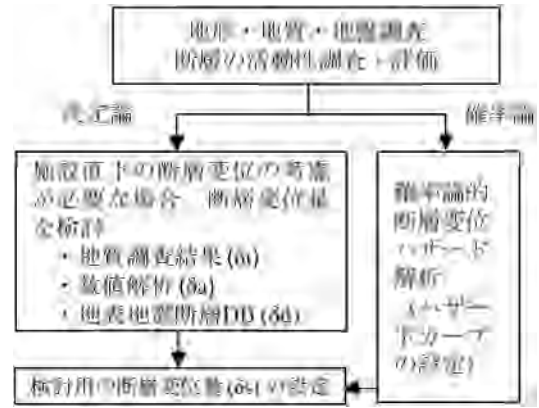 地形・地質・地盤調査
断層の活動性調査・評価
決定論
確率論
施設直下の断層変位の考慮
が必要な場合 断層変位量
を検討
・地質調査結果(δi)
・数値解析(δa)
・地表地震断層DB(δd)
確率論的
断層変位
ハザード
解析
(ハザー
ドカーブ
の設定)
検討用の断層変位量(δs)の設定